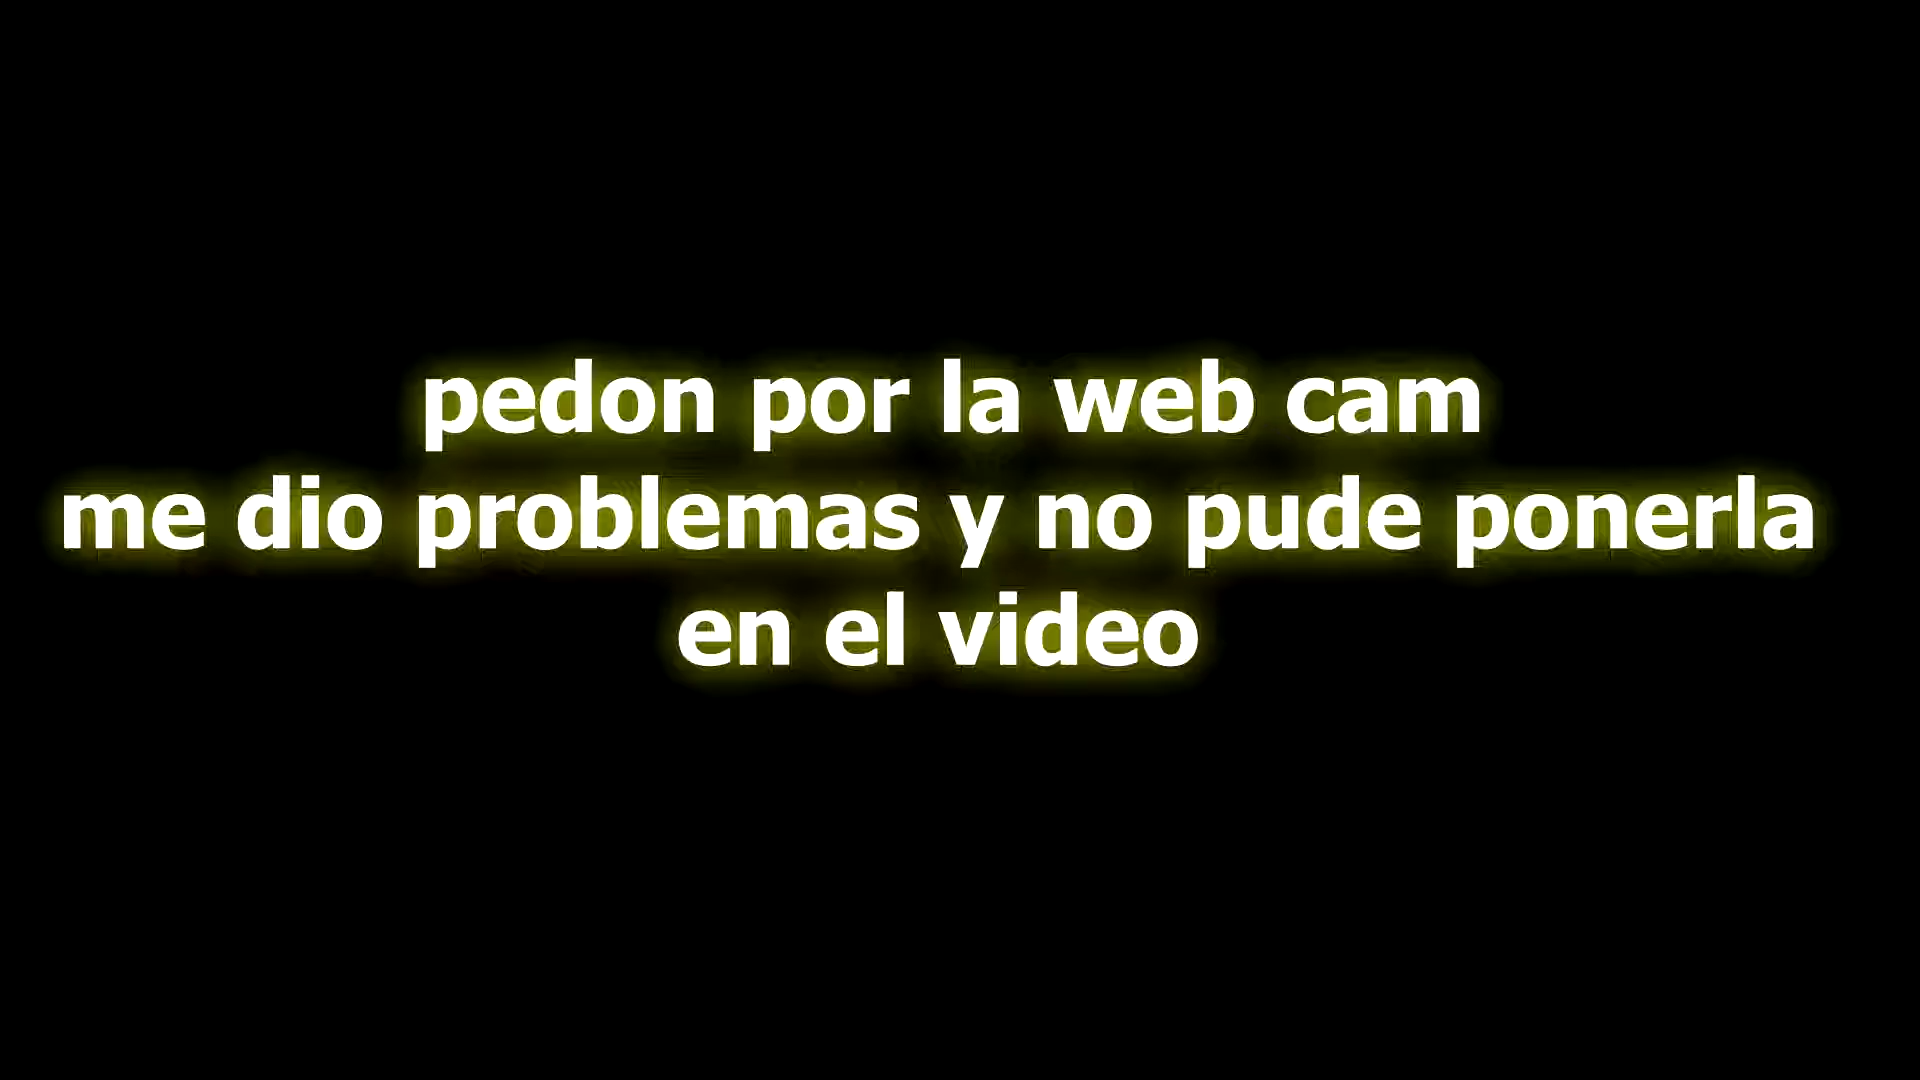 pedon por la web cam
me dio problemas y no pude ponerla
en el video